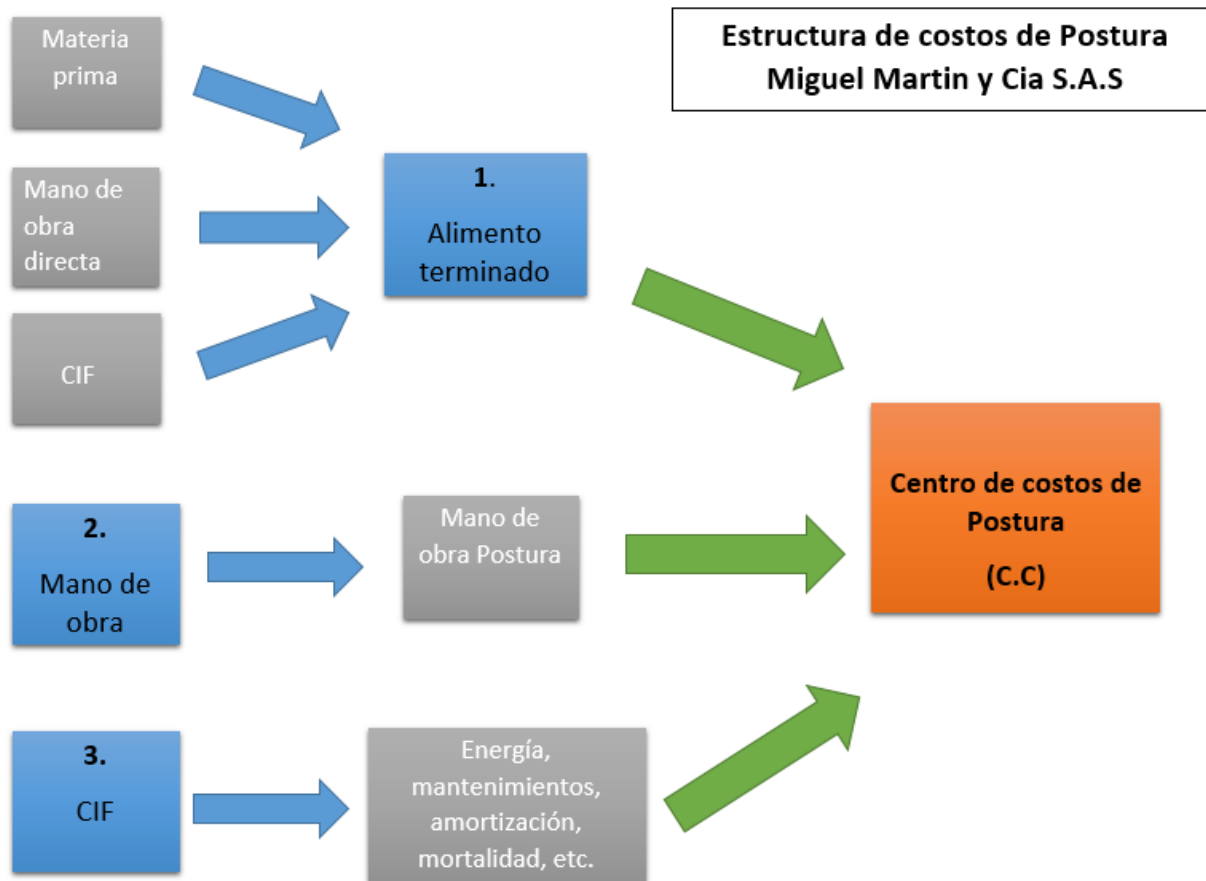 Estructura de costos de Postura
Miguel Martin y Cia S.A.S
Materia
prima
Mano de
obra
directa
CIF
1.
Alimento
terminado
2.
Mano de
obra
Mano de
obra Postura
3.
CIF
Energía,
mantenimientos,
amortización,
mortalidad, etc.
Centro de costos de
Postura
(C.C)